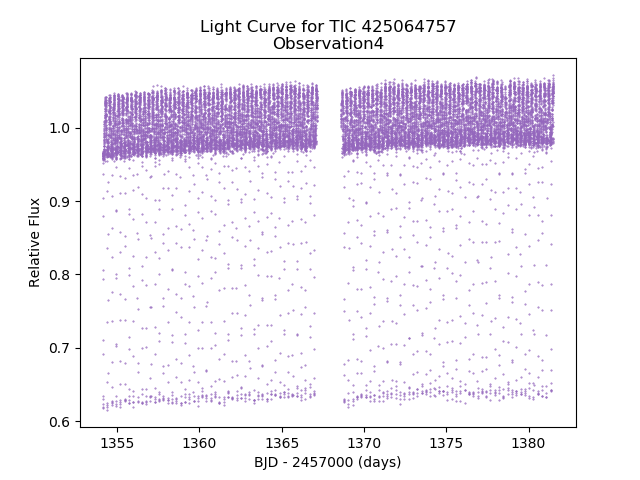 Light Curve for TIC 425064757
Observation4
Relative Flux
1.0
0.9
0.8
0.7
0.6
1355
1360
1365
1370
1375
1380
BJD - 2457000 (days)